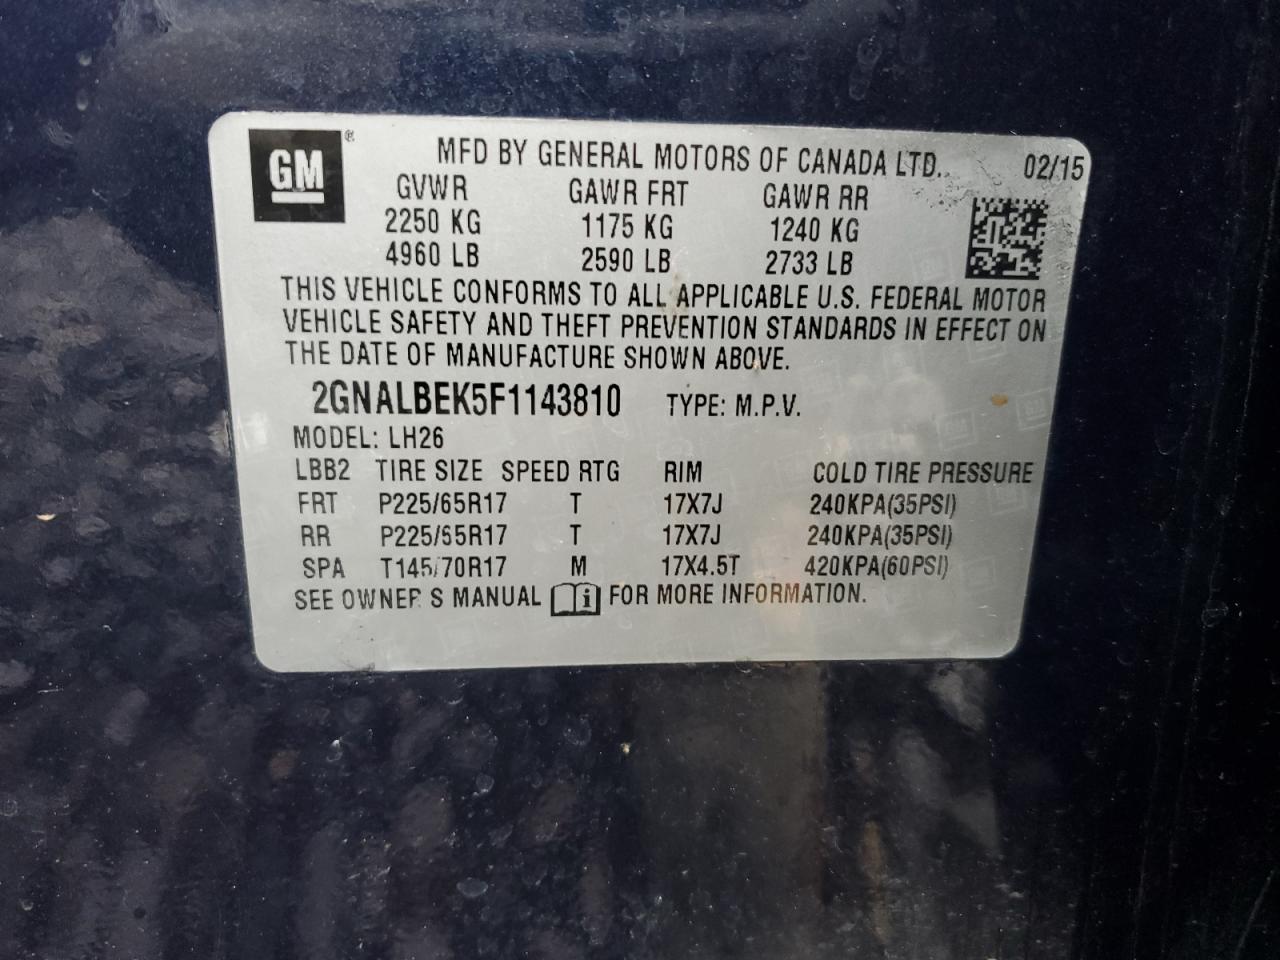 GM®
MFD BY GENERAL MOTORS OF CANADA LTD. 02/15
GVWR GAWR FRT GAWR RR
2250 KG 1175 KG 1240 KG
4960 LB 2590 LB 2733 LB
THIS VEHICLE CONFORMS TO ALL APPLICABLE U.S. FEDERAL MOTOR
VEHICLE SAFETY AND THEFT PREVENTION STANDARDS IN EFFECT ON
THE DATE OF MANUFACTURE SHOWN ABOVE.
2GNALBEK5F1143810 TYPE: M.P.V.
MODEL: LH26
LBB2 TIRE SIZE SPEED RTG RIM COLD TIRE PRESSURE
FRT P225/65R17 T 17X7J 240KPA(35PSI)
RR P225/65R17 T 17X7J 240KPA(35PSI)
SPA T145/70R17 M 17X4.5T 420KPA(60PSI)
SEE OWNER'S MANUAL i FOR MORE INFORMATION.